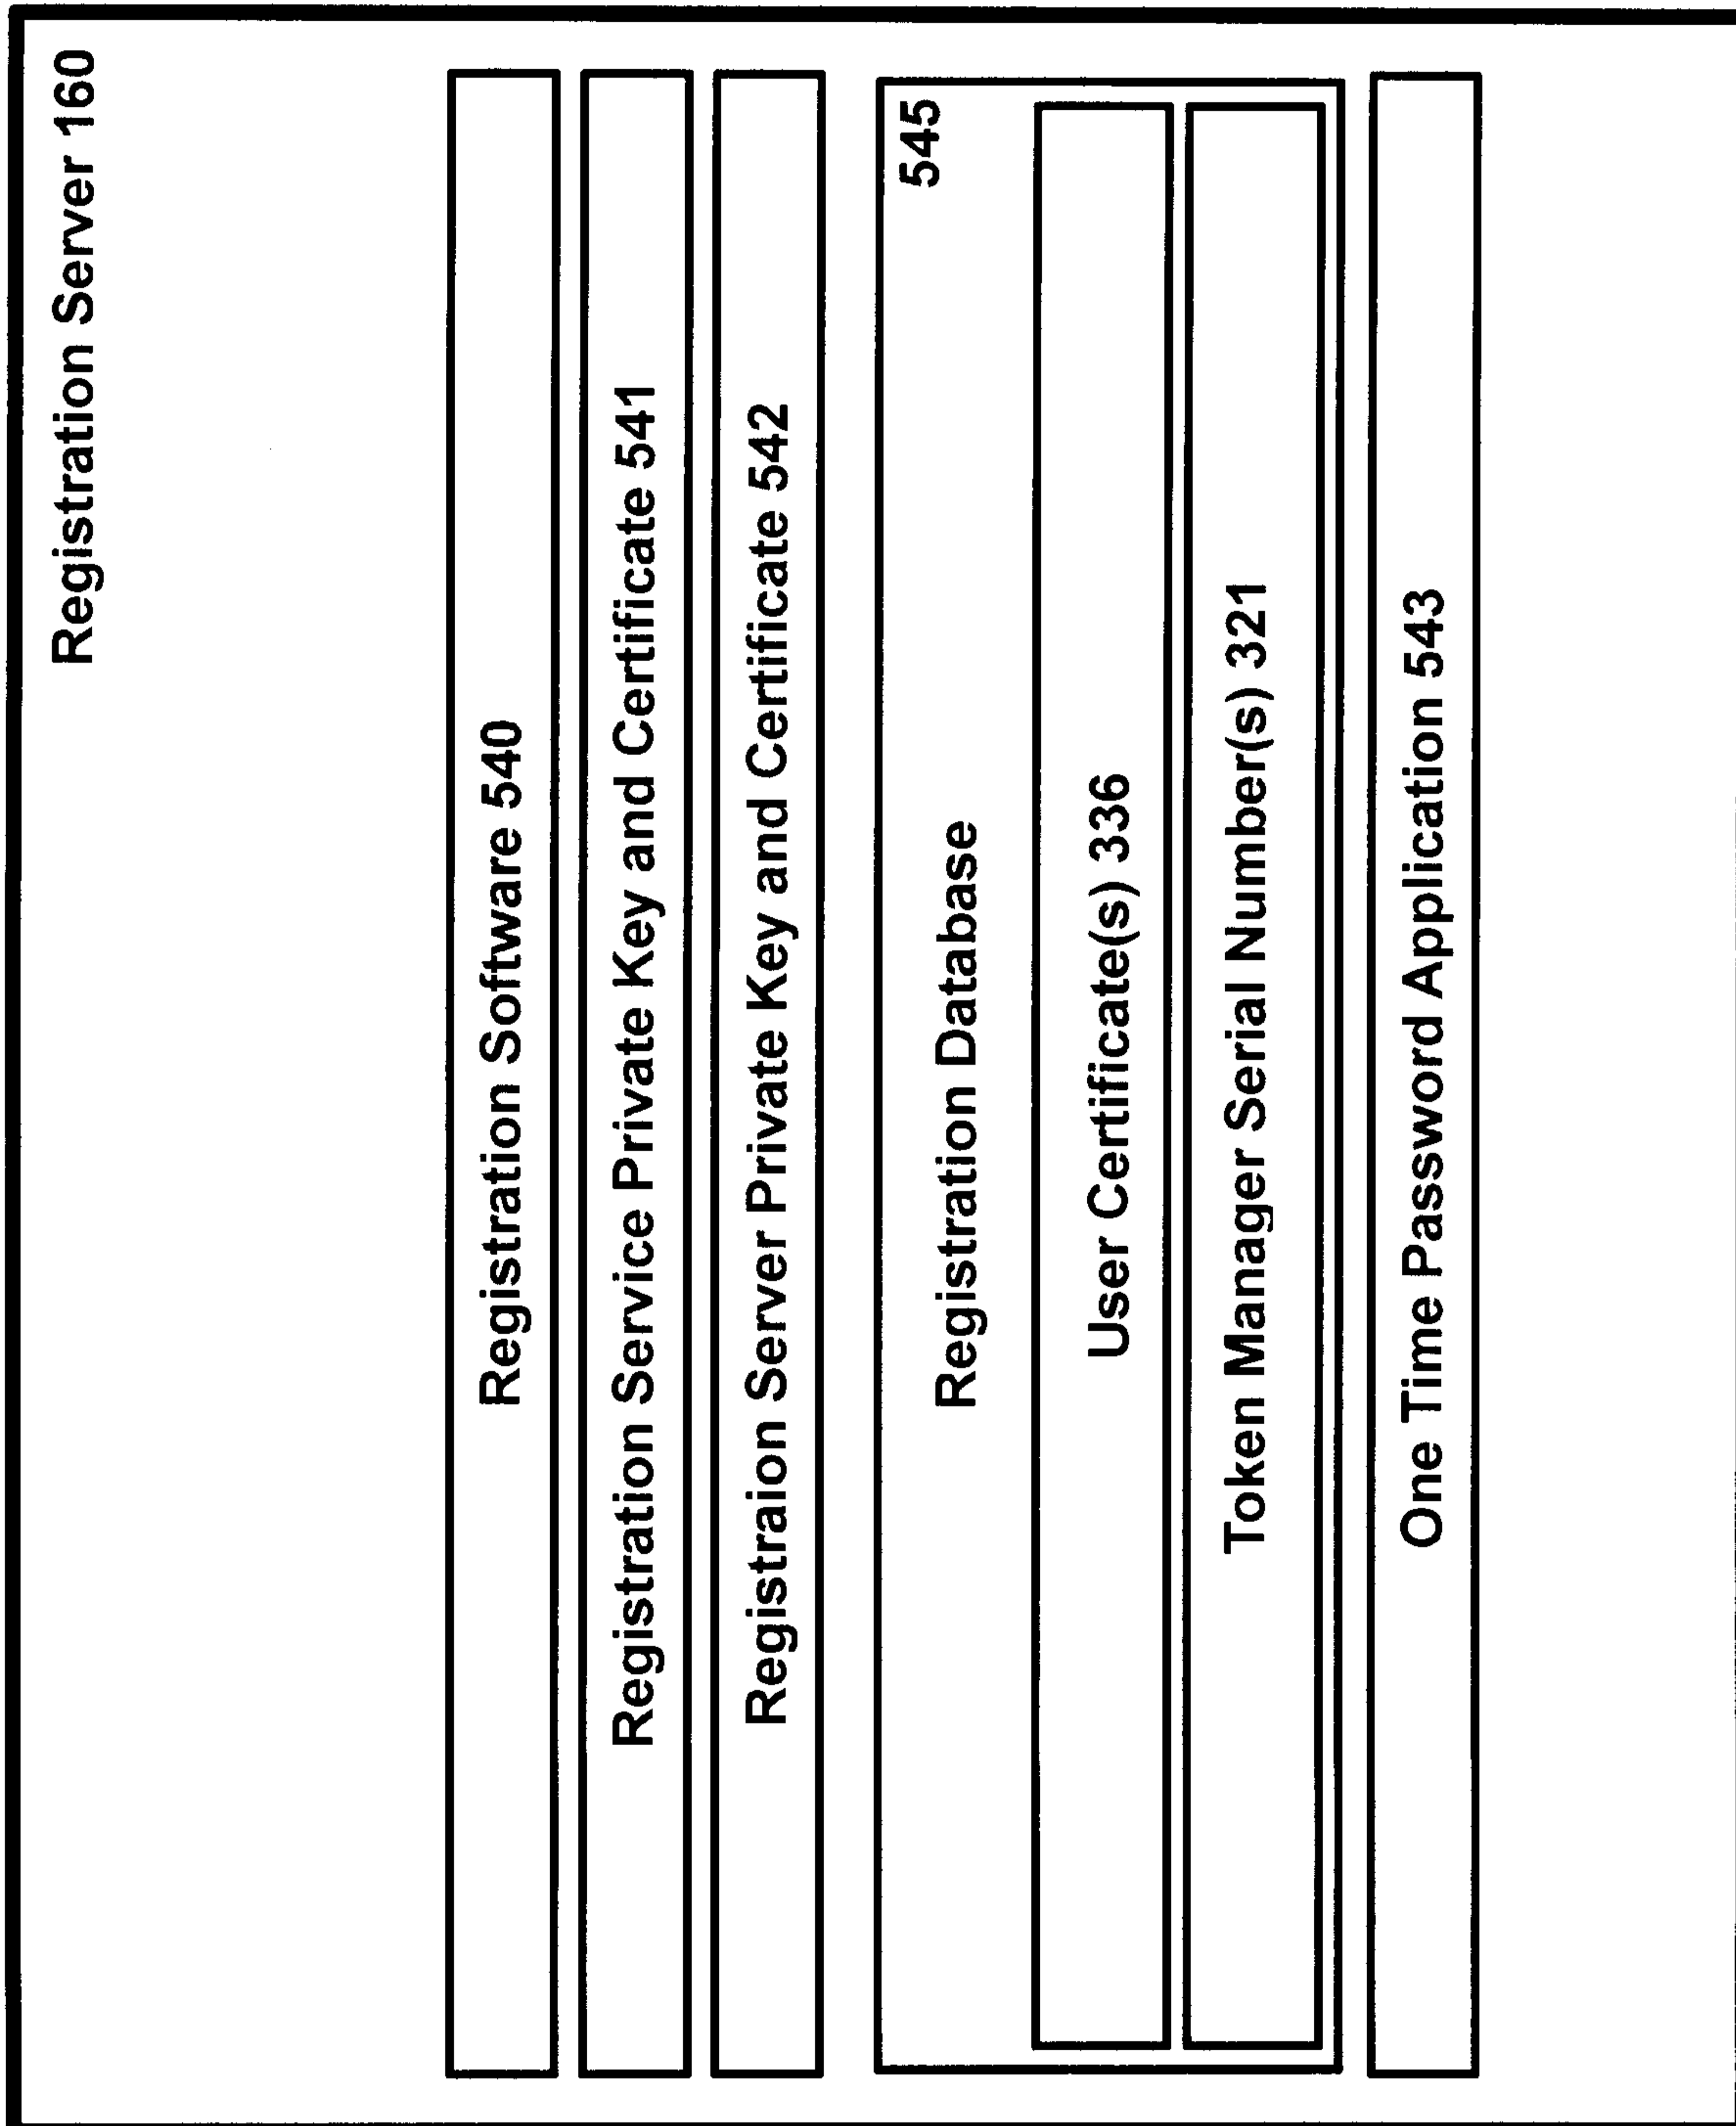 Registration Server 160
Registration Software 540
Registration Service Private Key and Certificate 541
Registraion Server Private Key and Certificate 542
545
Registration Database
User Certificate(s) 336
Token Manager Serial Number(s) 321
One Time Password Application 543